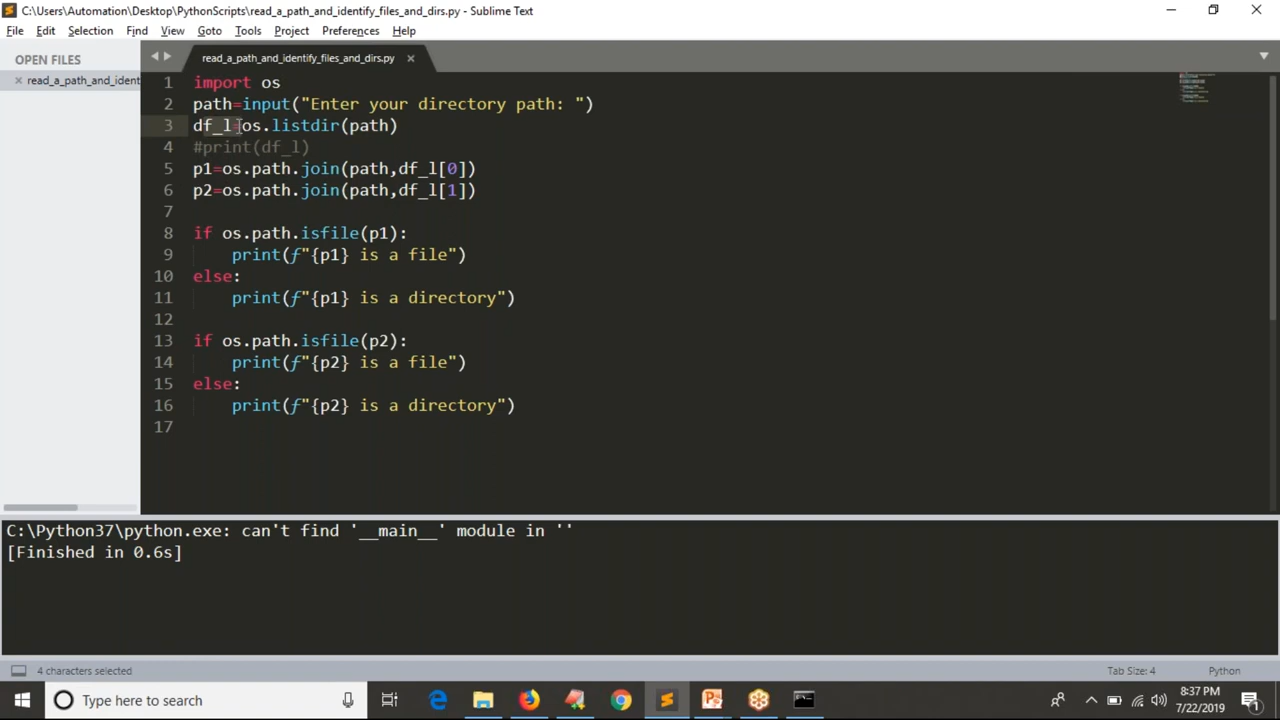 C:\Users\Automation\Desktop\PythonScripts\read_a_path_and_identify_files_and_dirs.py - Sublime Text
File Edit Selection Find View Goto Tools Project Preferences Help
OPEN FILES
read_a_path_and_identify_files_and_dirs.py
read_a_path_and_ident
1 import os
2 path=input("Enter your directory path: ")
3 df_l=os.listdir(path)
4 #print(df_l)
5 p1=os.path.join(path,df_l[0])
6 p2=os.path.join(path,df_l[1])
7
8 if os.path.isfile(p1):
9 print(f"{p1} is a file")
10 else:
11 print(f"{p1} is a directory")
12
13 if os.path.isfile(p2):
14 print(f"{p2} is a file")
15 else:
16 print(f"{p2} is a directory")
17
C:\Python37\python.exe: can't find '__main__' module in ''
[Finished in 0.6s]
4 characters selected
Tab Size: 4
Python
Type here to search
8:37 PM
7/22/2019
1